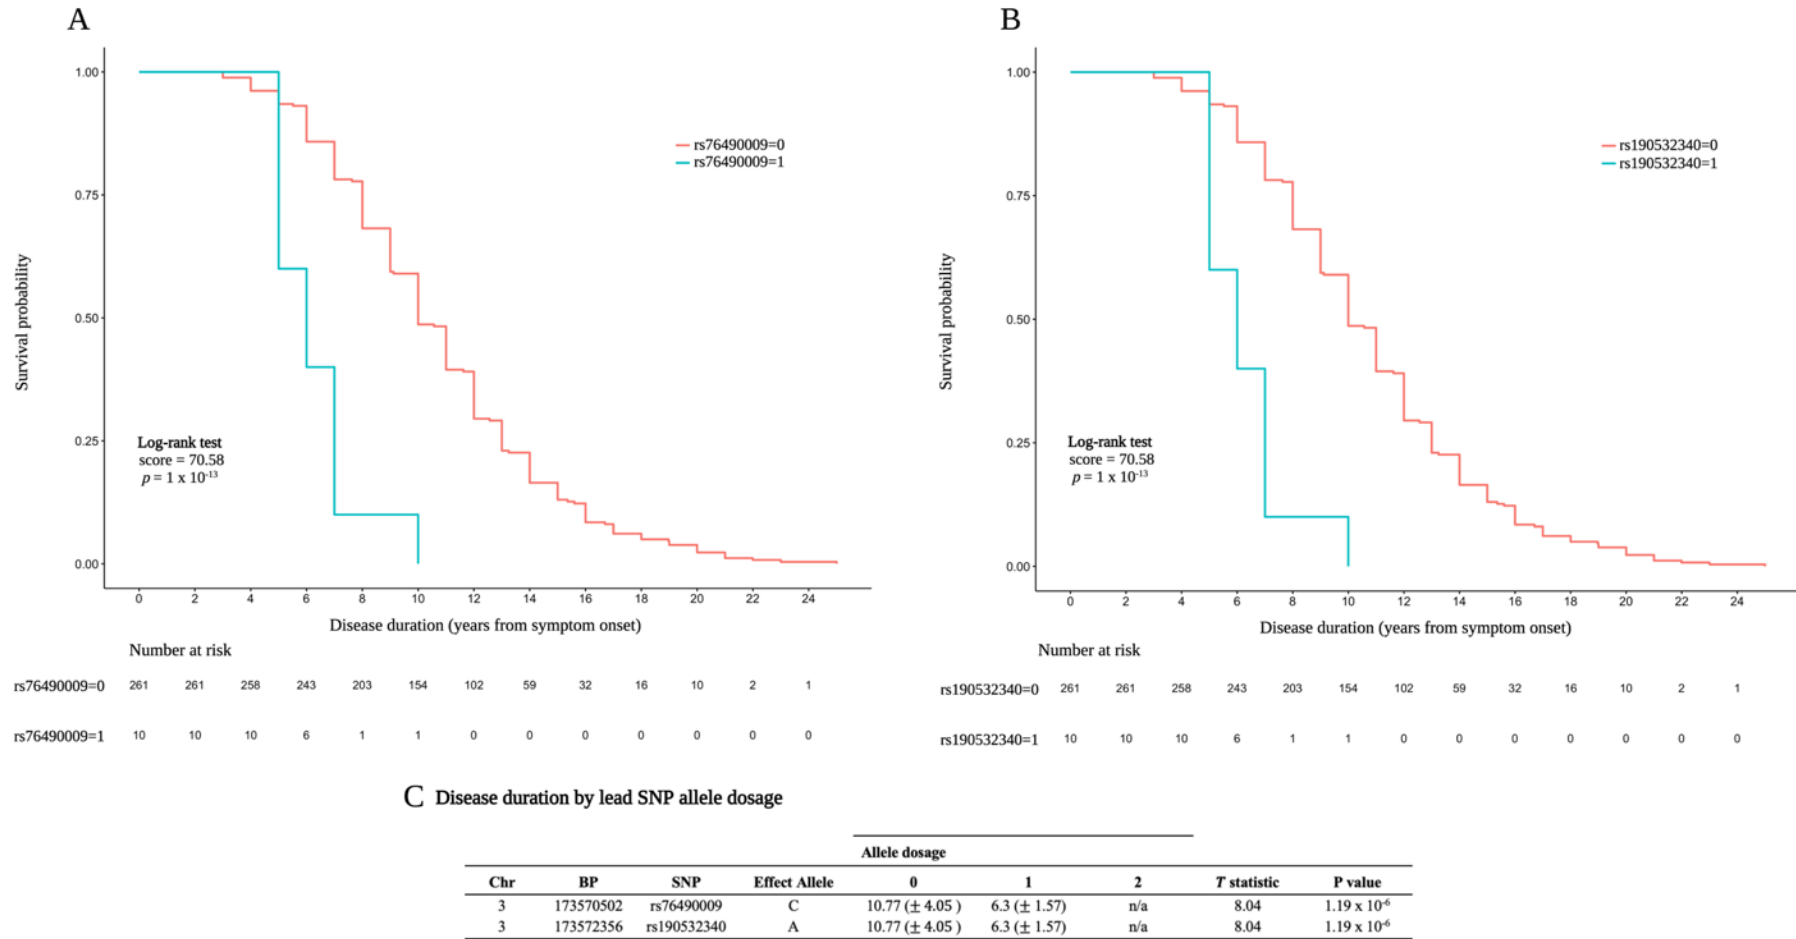 A
1.00
0.75
0.50
0.25
0.00
Survival probability
rs76490009=0
rs76490009=1
Log-rank test
score = 70.58
p = 1 x 10-13
0 2 4 6 8 10 12 14 16 18 20 22 24
Disease duration (years from symptom onset)
Number at risk
rs76490009=0 261 261 258 243 203 154 102 59 32 16 10 2 1
rs76490009=1 10 10 10 6 1 1 0 0 0 0 0 0 0
B
1.00
0.75
0.50
0.25
0.00
Survival probability
rs190532340=0
rs190532340=1
Log-rank test
score = 70.58
p = 1 x 10-13
0 2 4 6 8 10 12 14 16 18 20 22 24
Disease duration (years from symptom onset)
Number at risk
rs190532340=0 261 261 258 243 203 154 102 59 32 16 10 2 1
rs190532340=1 10 10 10 6 1 1 0 0 0 0 0 0 0
C Disease duration by lead SNP allele dosage
Allele dosage
Chr BP SNP Effect Allele 0 1 2 T statistic P value
3 173570502 rs76490009 C 10.77 (± 4.05 ) 6.3 (± 1.57) n/a 8.04 1.19 x 10-6
3 173572356 rs190532340 A 10.77 (± 4.05 ) 6.3 (± 1.57) n/a 8.04 1.19 x 10-6